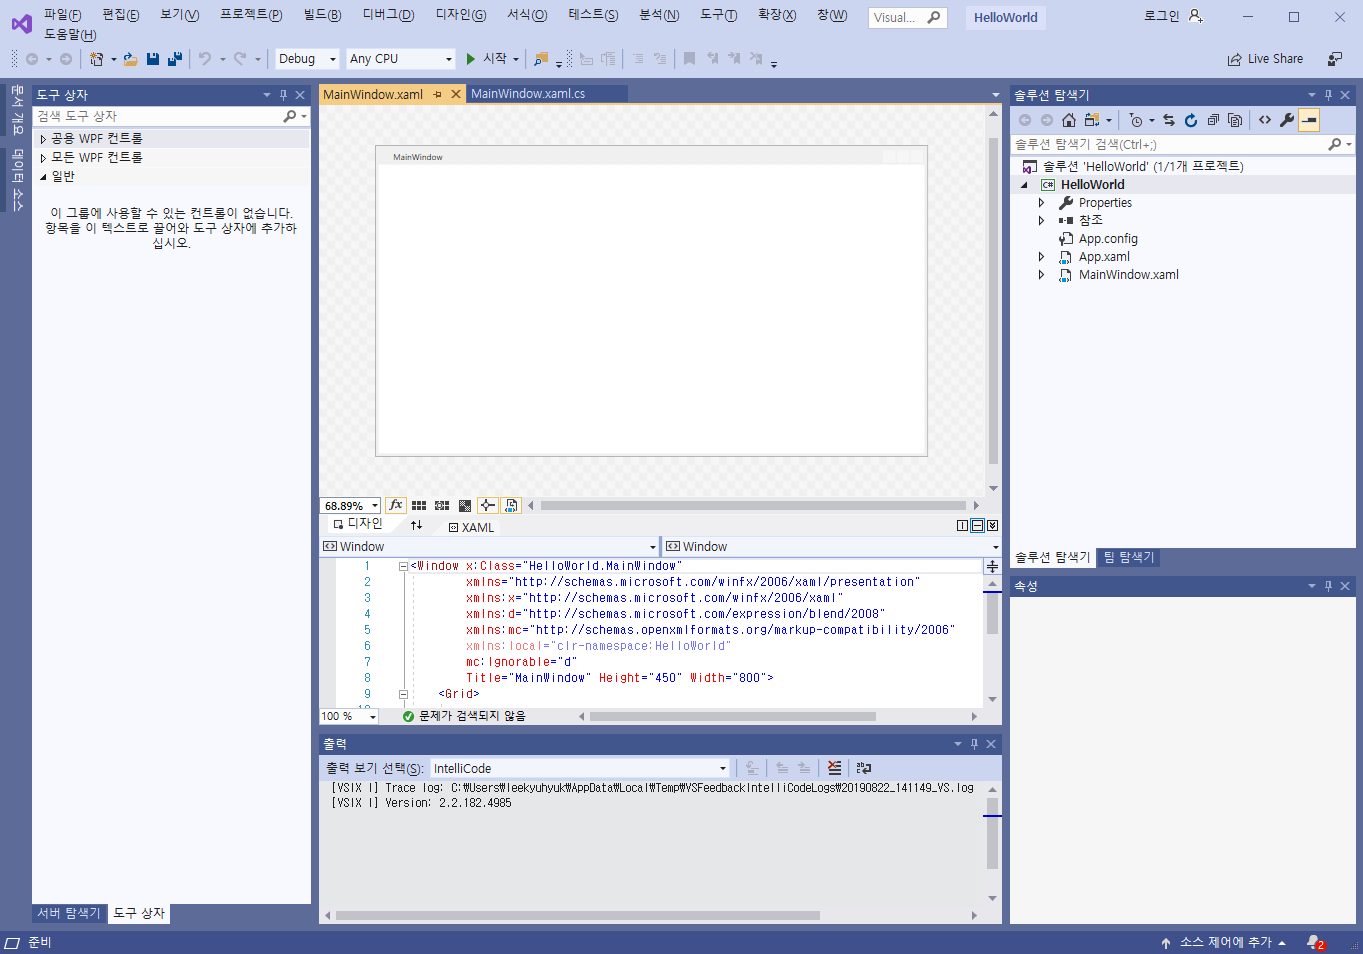 파일(F) 편집(E) 보기(V) 프로젝트(P) 빌드(B) 디버그(D) 디자인(G) 서식(O) 테스트(S) 분석(N) 도구(T) 확장(X) 창(W) Visual... HelloWorld 로그인
도움말(H)
Debug Any CPU 시작 Live Share
문서 개요
데이터 소스
도구 상자
검색 도구 상자
공용 WPF 컨트롤
모든 WPF 컨트롤
일반
이 그룹에 사용할 수 있는 컨트롤이 없습니다.
항목을 이 텍스트로 끌어와 도구 상자에 추가하
십시오.
서버 탐색기 도구 상자
MainWindow.xaml MainWindow.xaml.cs
MainWindow
68.89%
디자인 XAML
Window Window
1 <Window x:Class="HelloWorld.MainWindow"
2 xmlns="http://schemas.microsoft.com/winfx/2006/xaml/presentation"
3 xmlns:x="http://schemas.microsoft.com/winfx/2006/xaml"
4 xmlns:d="http://schemas.microsoft.com/expression/blend/2008"
5 xmlns:mc="http://schemas.openxmlformats.org/markup-compatibility/2006"
6 xmlns:local="clr-namespace:HelloWorld"
7 mc:Ignorable="d"
8 Title="MainWindow" Height="450" Width="800">
9 <Grid>
10
100 % 문제가 검색되지 않음
출력
출력 보기 선택(S): IntelliCode
[VSIX I] Trace log: C:₩Users₩leekyuhyuk₩AppData₩Local₩Temp₩VSFeedbackIntelliCodeLogs₩20190822_141149_VS.log
[VSIX I] Version: 2.2.182.4985
솔루션 탐색기
솔루션 탐색기 검색(Ctrl+;)
솔루션 'HelloWorld' (1/1개 프로젝트)
C# HelloWorld
Properties
참조
App.config
App.xaml
MainWindow.xaml
솔루션 탐색기 팀 탐색기
속성
준비 소스 제어에 추가 2